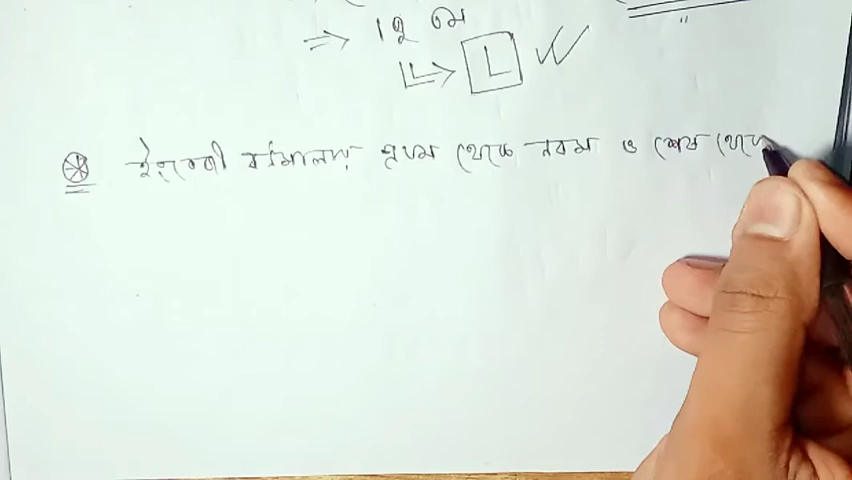 ⇒ ১২ তম
L
ইংরেজী বর্ণমালায় প্রথম থেকে নবম ও শেষ থেকে